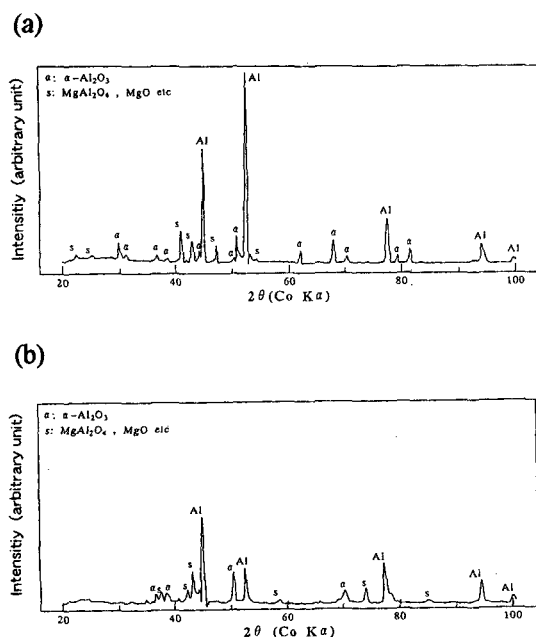 (a)
Intensitiy (arbitrary unit)
α: α-Al₂O₃
s: MgAl₂O₄ , MgO etc
s s α α α α s s α Al s α α Al s α α α Al α α Al Al
20 40 60 80 100
2θ (Co Kα)
(b)
Intensitiy (arbitrary unit)
α: α-Al₂O₃
s: MgAl₂O₄ , MgO etc
α s α s s Al α Al s α s Al s Al Al
20 40 60 80 100
2θ (Co Kα)